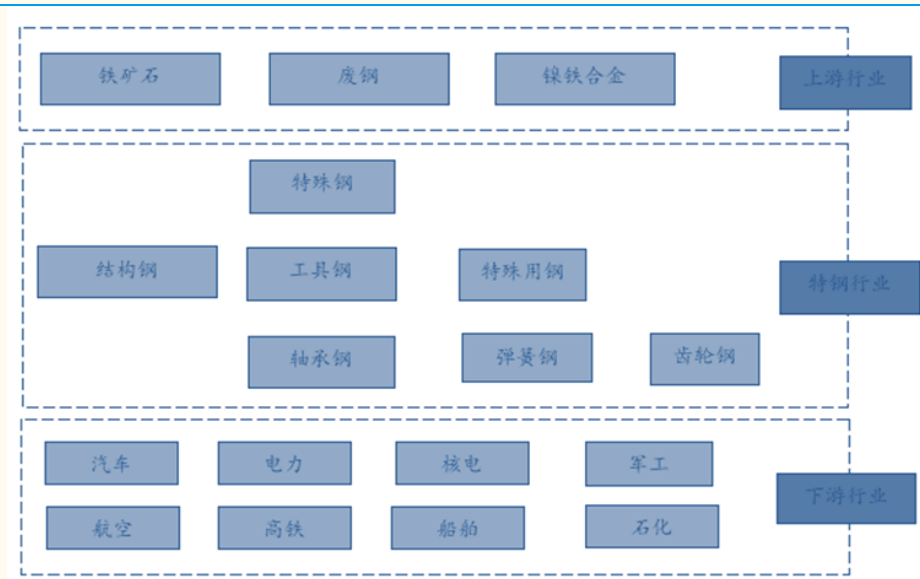 铁矿石
废钢
镍铁合金
上游行业
特殊钢
结构钢
工具钢
特殊用钢
特钢行业
轴承钢
弹簧钢
齿轮钢
汽车
电力
核电
军工
下游行业
航空
高铁
船舶
石化